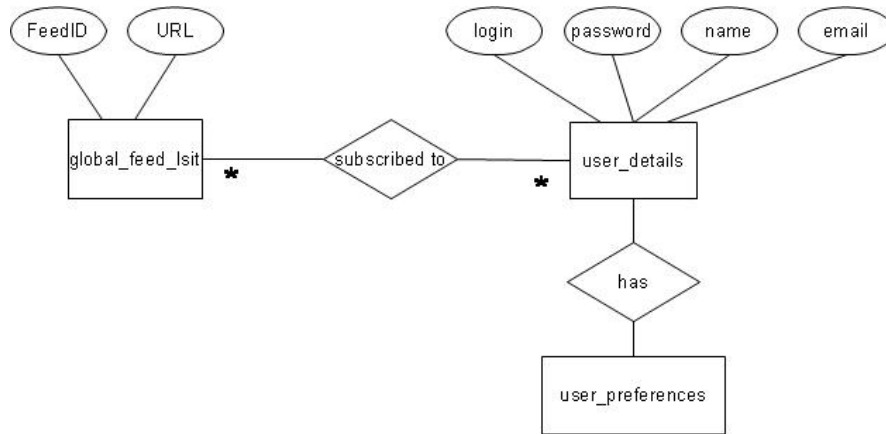 FeedID
URL
login
password
name
email
global_feed_lsit
subscribed to
user_details
*
*
has
user_preferences